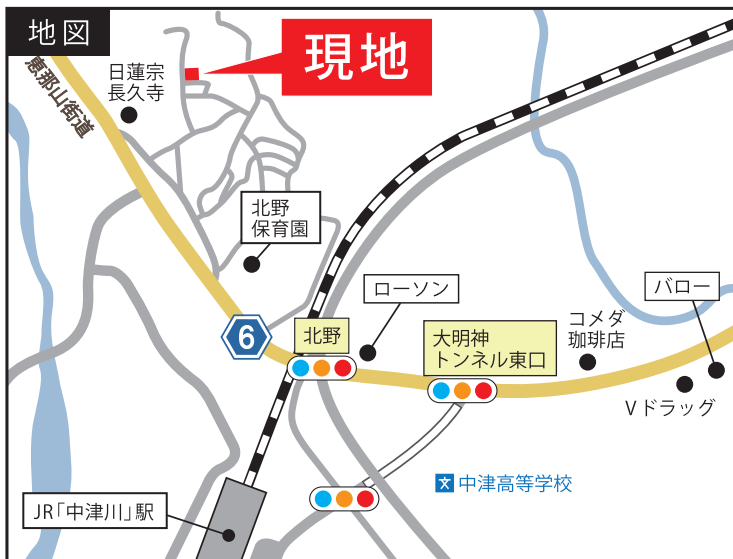 地図
現地
恵那山街道
日蓮宗
長久寺
北野
保育園
6
北野
ローソン
大明神
トンネル東口
コメダ
珈琲店
バロー
Vドラッグ
文 中津高等学校
JR「中津川」駅